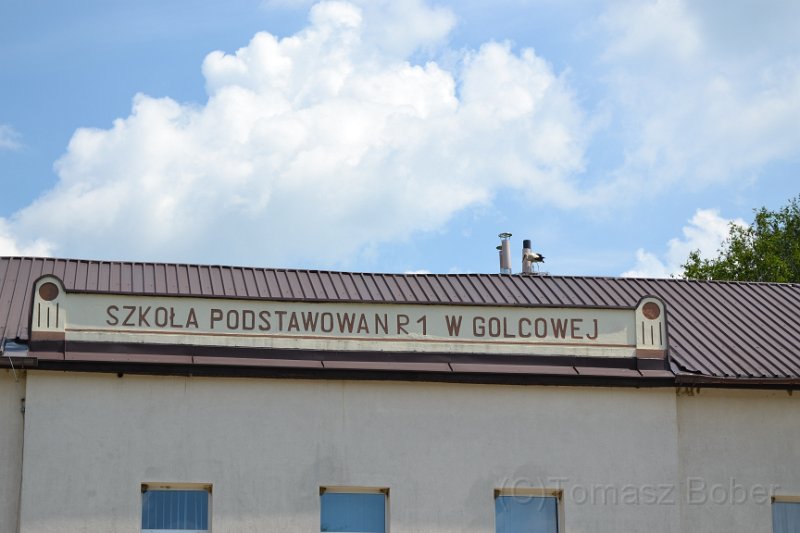 SZKOŁA PODSTAWOWA NR 1 W GOLCOWEJ
(C)Tomasz Bober